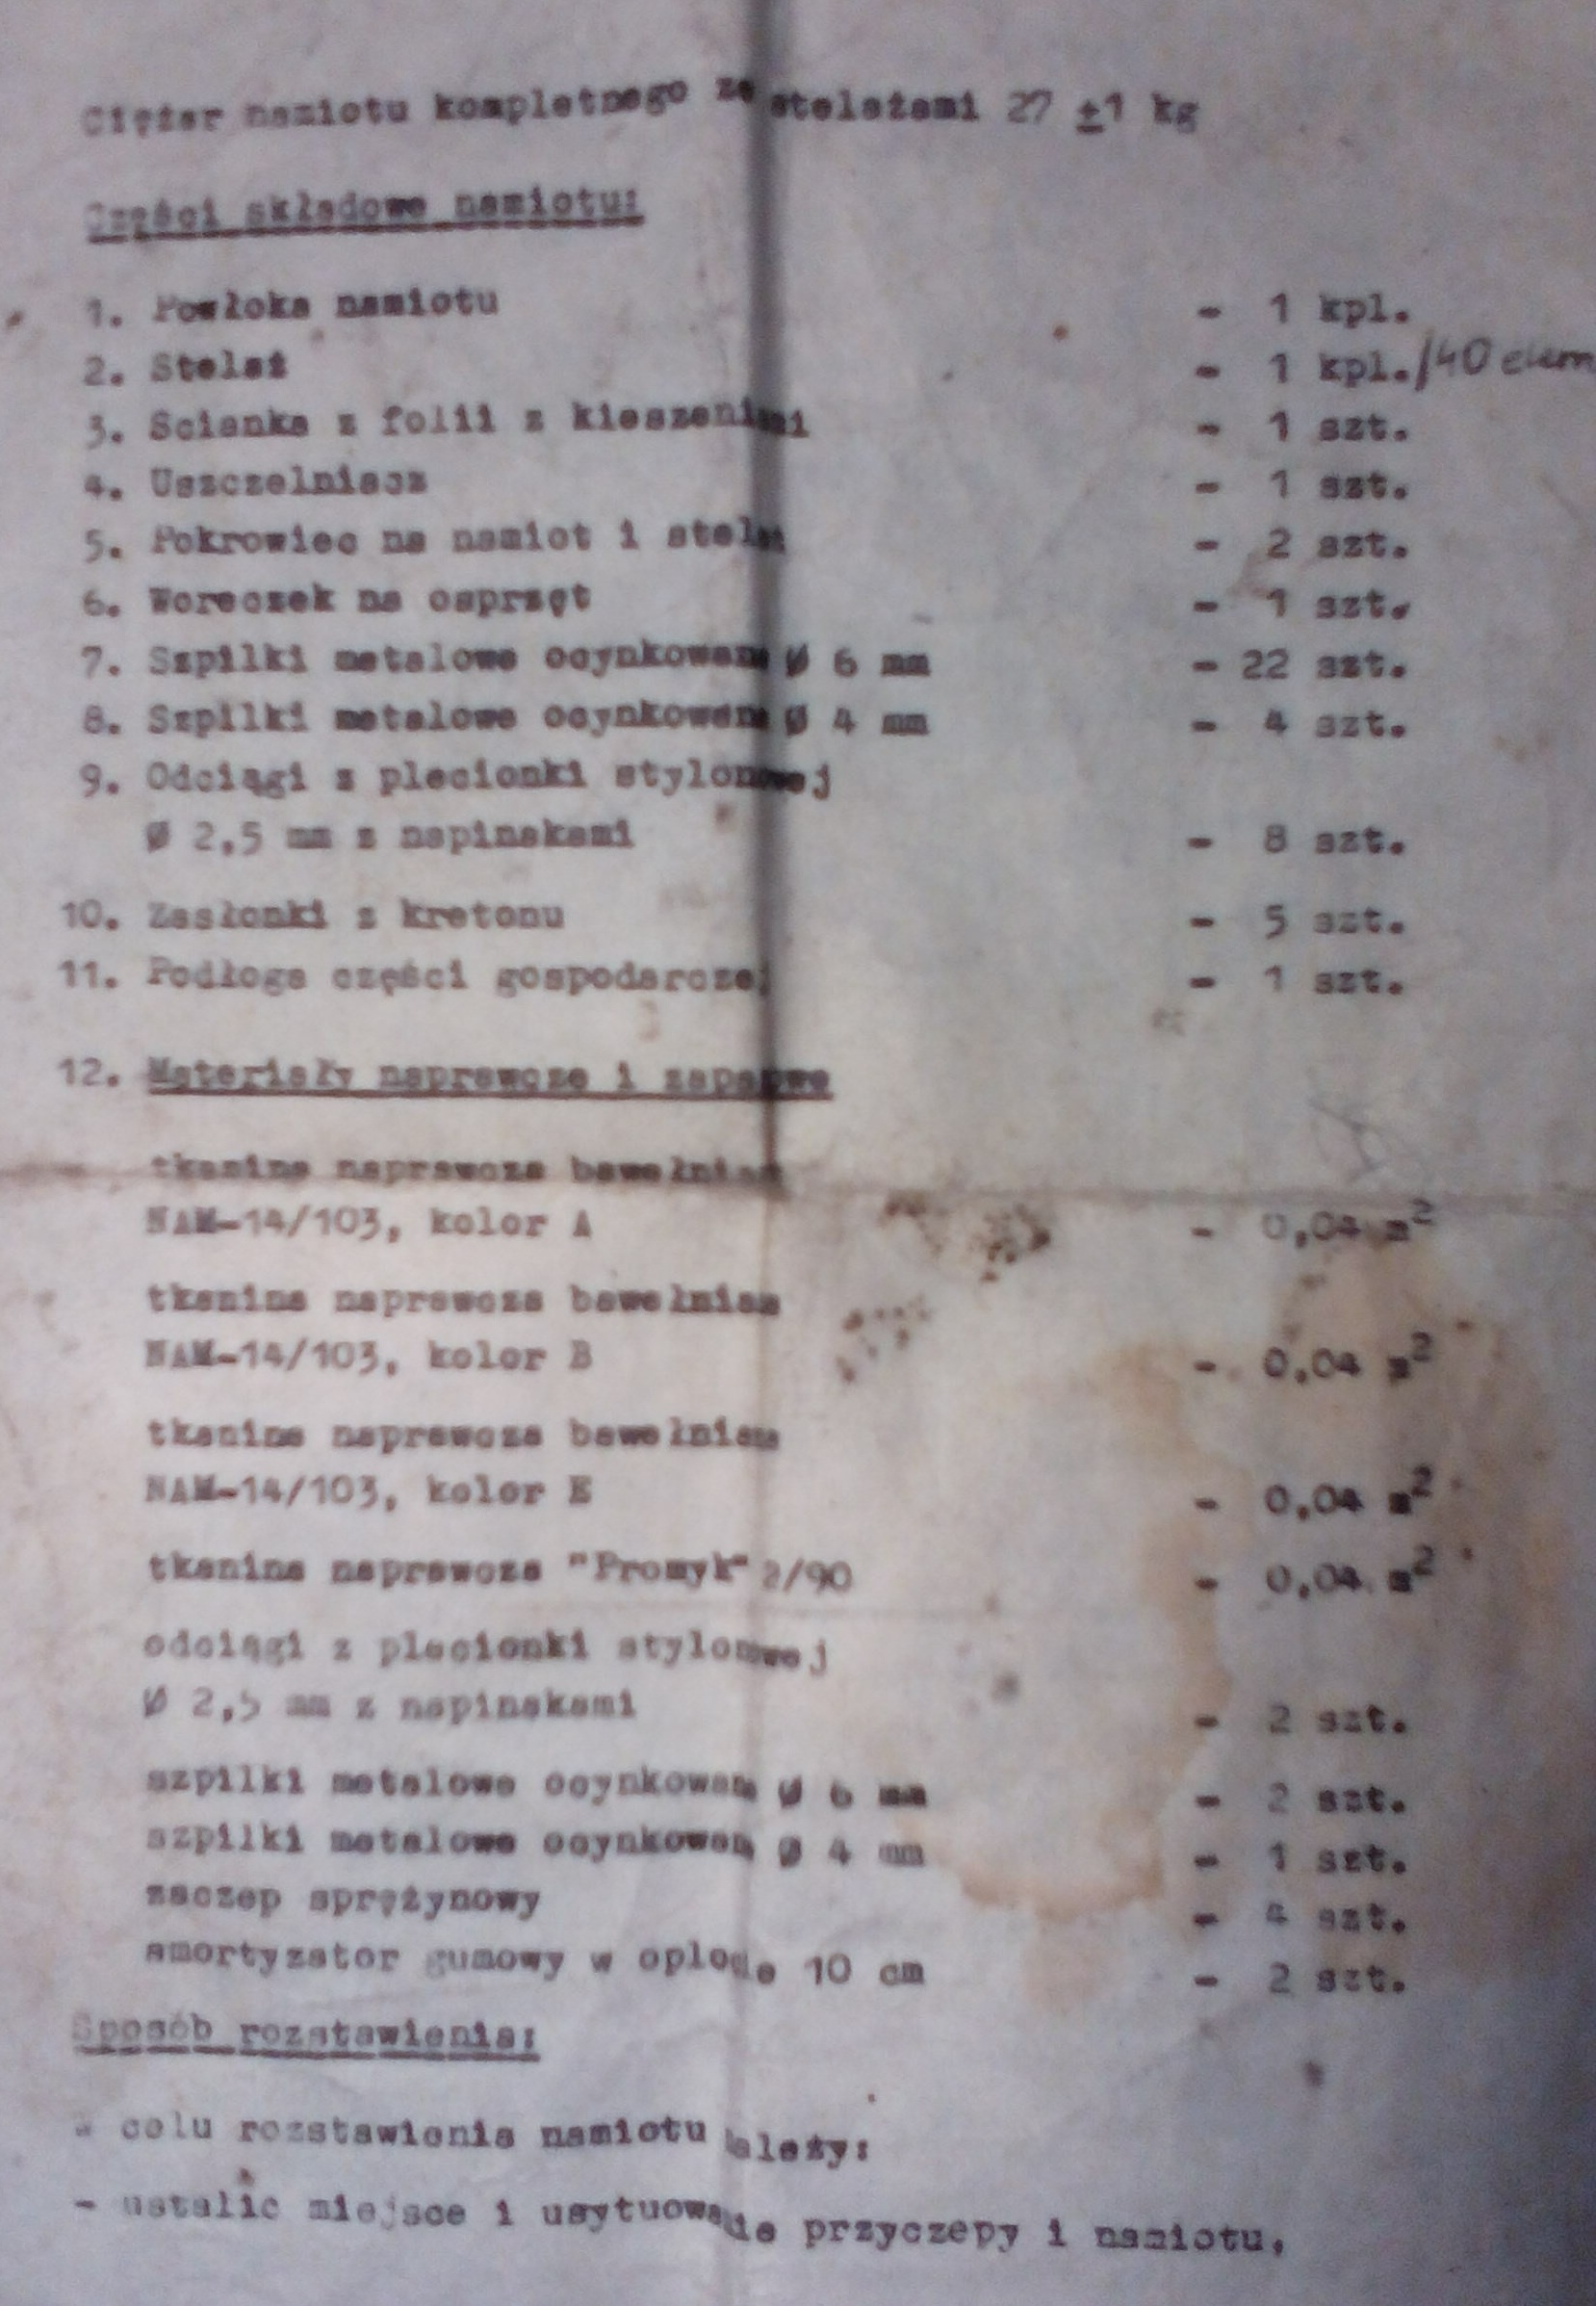 Ciężar namiotu kompletnego ze stelażami 27 ±1 kg
Części składowe namiotu:
1. Powłoka namiotu - 1 kpl.
2. Stelaż - 1 kpl./40 elem
3. Scianka z folii z kieszeniami - 1 szt.
4. Uszczelniacz - 1 szt.
5. Pokrowiec na namiot i stelaż - 2 szt.
6. Woreczek na osprzęt - 1 szt.
7. Szpilki metalowe ocynkowane Ø 6 mm - 22 szt.
8. Szpilki metalowe ocynkowane Ø 4 mm - 4 szt.
9. Odciągi z plecionki stylonowej
Ø 2,5 mm z napinakami - 8 szt.
10. Zasłonki z kretonu - 5 szt.
11. Podłoga części gospodarczej - 1 szt.
12. Materiały naprawcze i zapasowe
tkanina naprawcza bawełniana
NAM-14/103, kolor A - 0,04 m²
tkanina naprawcza bawełniana
NAM-14/103, kolor B - 0,04 m²
tkanina naprawcza bawełniana
NAM-14/103, kolor E - 0,04 m²
tkanina naprawcza "Promyk" 2/90 - 0,04 m²
odciągi z plecionki stylonowej
Ø 2,5 mm z napinakami - 2 szt.
szpilki metalowe ocynkowane Ø 6 mm - 2 szt.
szpilki metalowe ocynkowane Ø 4 mm - 1 szt.
zaczep sprężynowy - 4 szt.
amortyzator gumowy w oplocie 10 cm - 2 szt.
Sposób rozstawienia:
W celu rozstawienia namiotu należy:
- ustalić miejsce i usytuowanie przyczepy i namiotu,